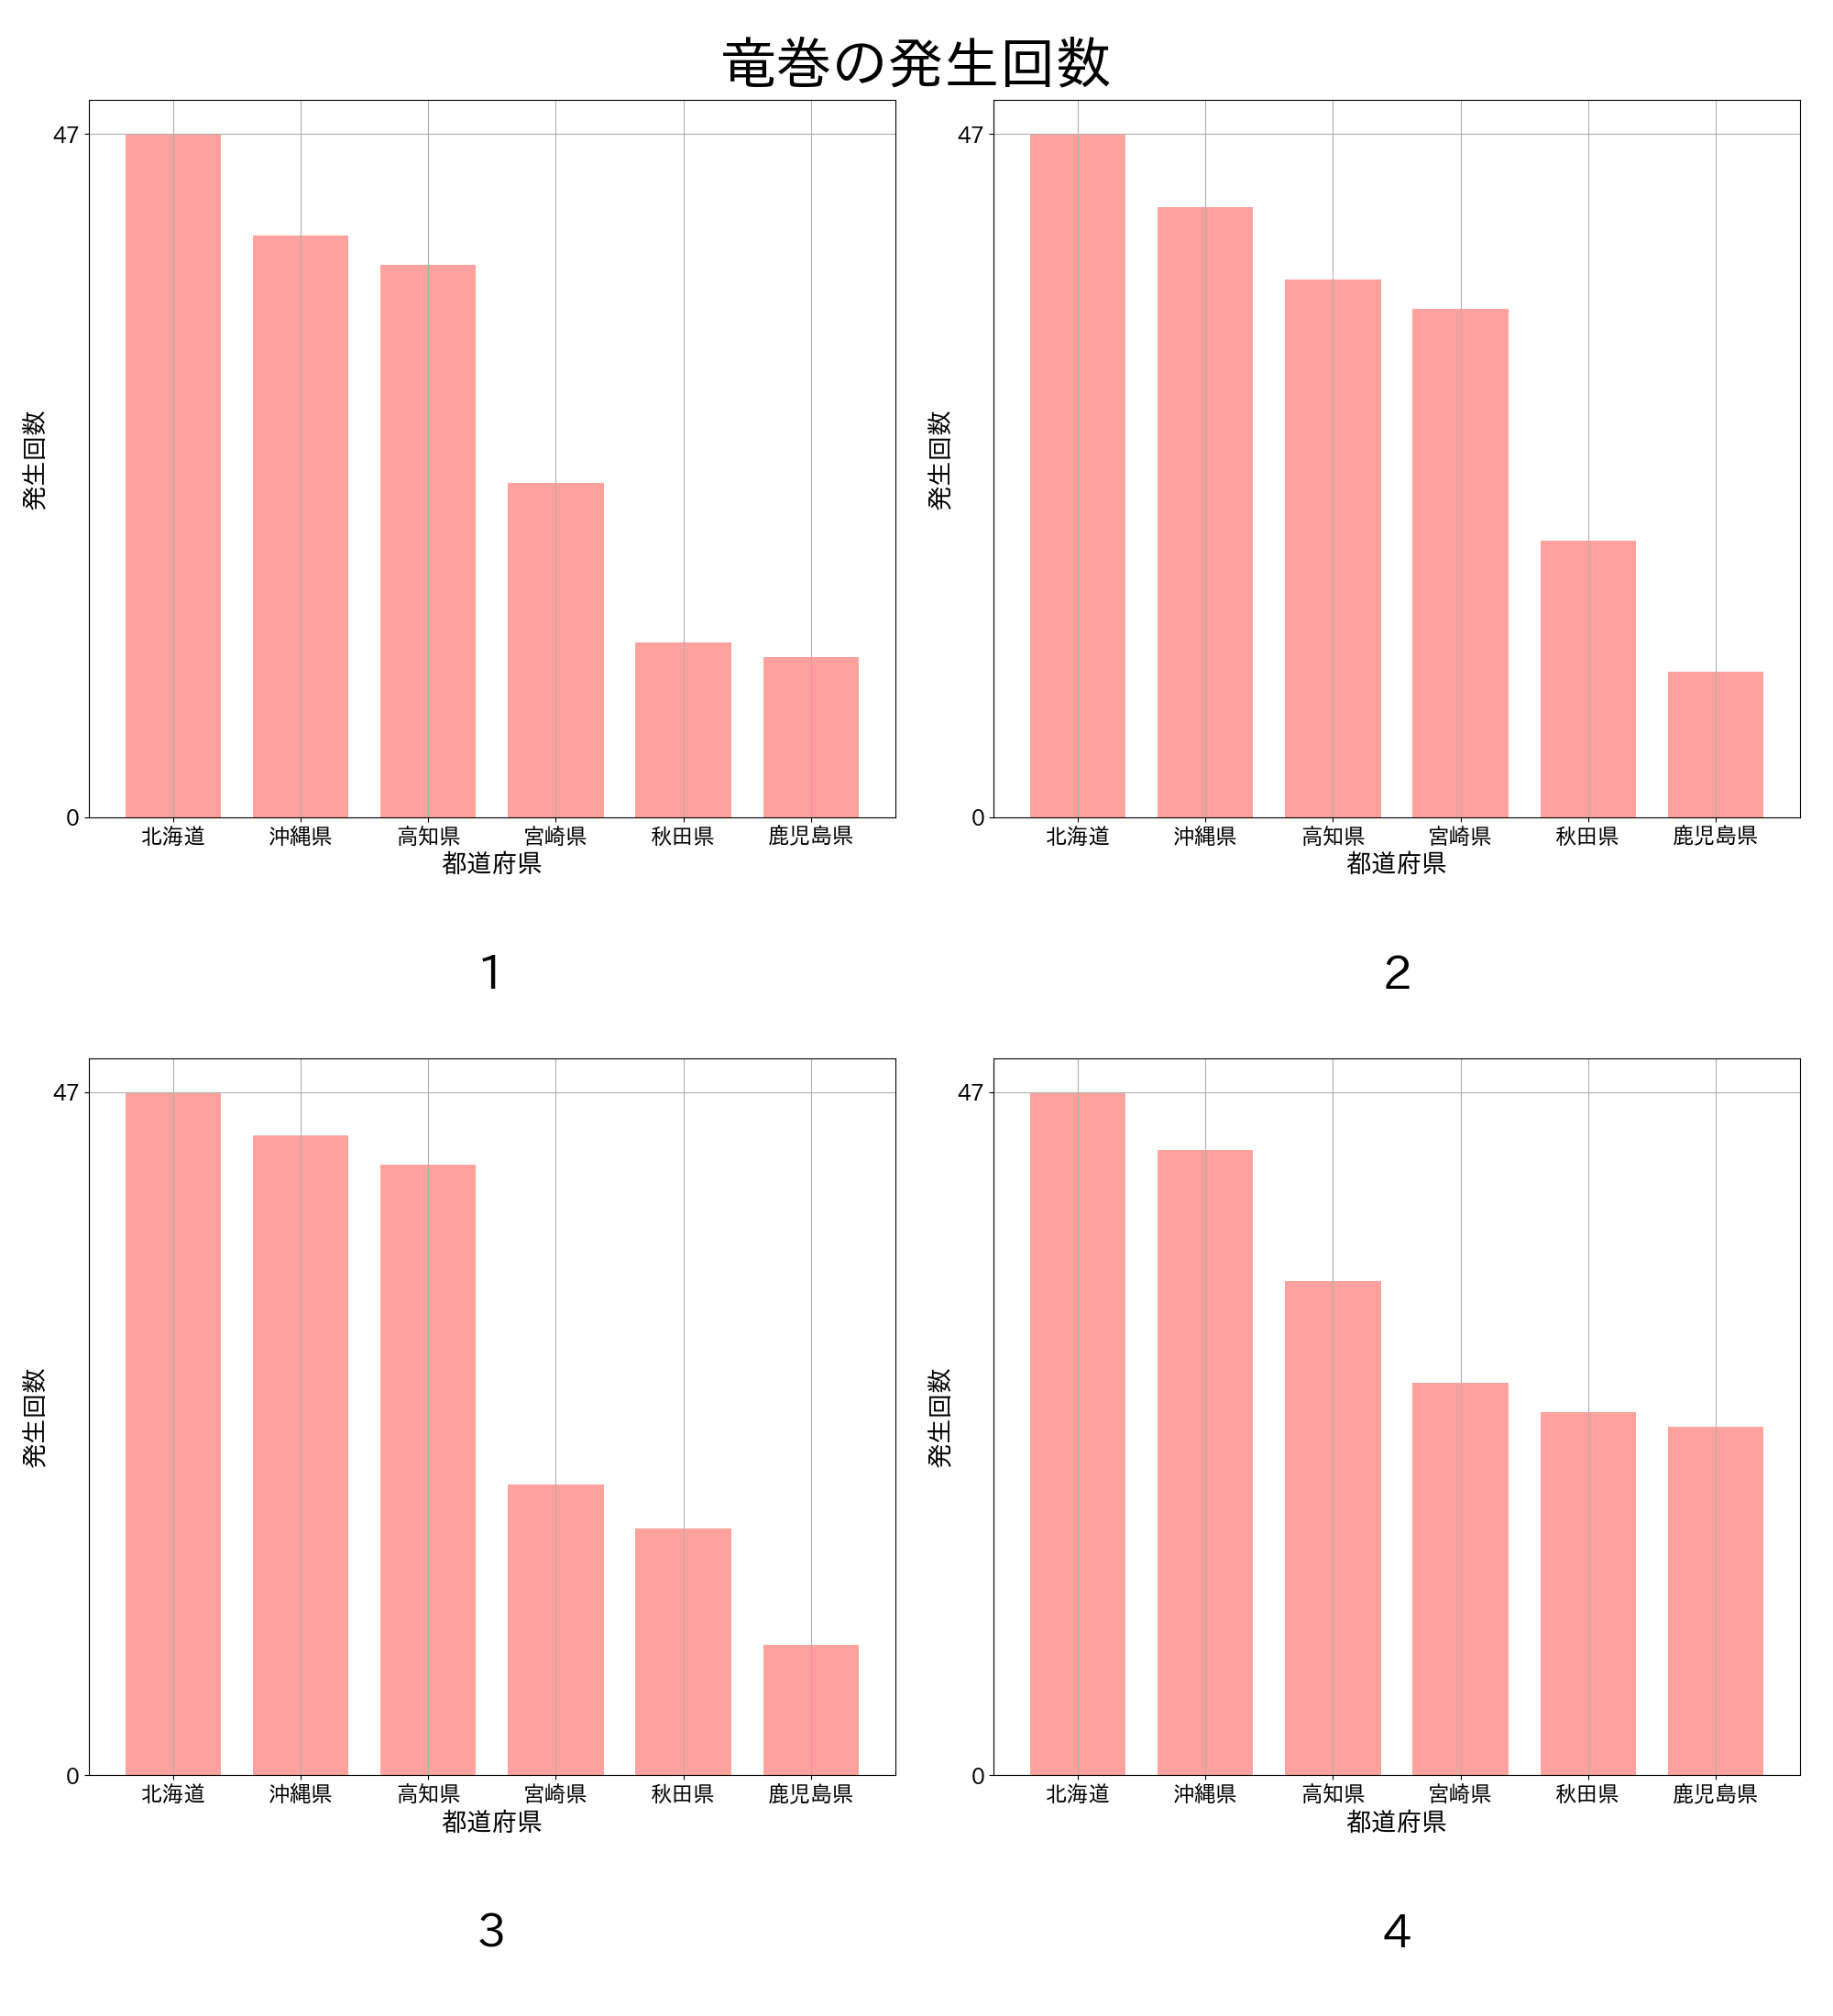 竜巻の発生回数
47
0
発生回数
北海道 沖縄県 高知県 宮崎県 秋田県 鹿児島県
都道府県
1
47
0
発生回数
北海道 沖縄県 高知県 宮崎県 秋田県 鹿児島県
都道府県
2
47
0
発生回数
北海道 沖縄県 高知県 宮崎県 秋田県 鹿児島県
都道府県
3
47
0
発生回数
北海道 沖縄県 高知県 宮崎県 秋田県 鹿児島県
都道府県
4